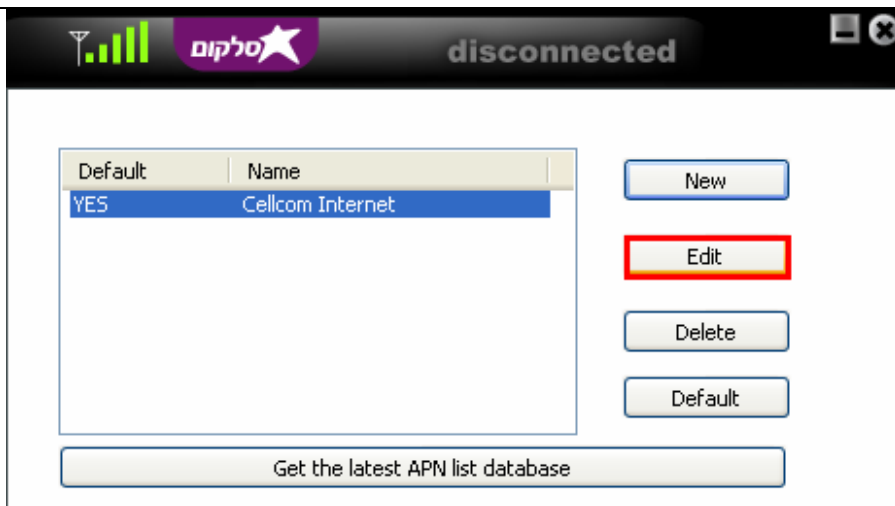 סלקום
disconnected
Default Name
YES Cellcom Internet
New
Edit
Delete
Default
Get the latest APN list database